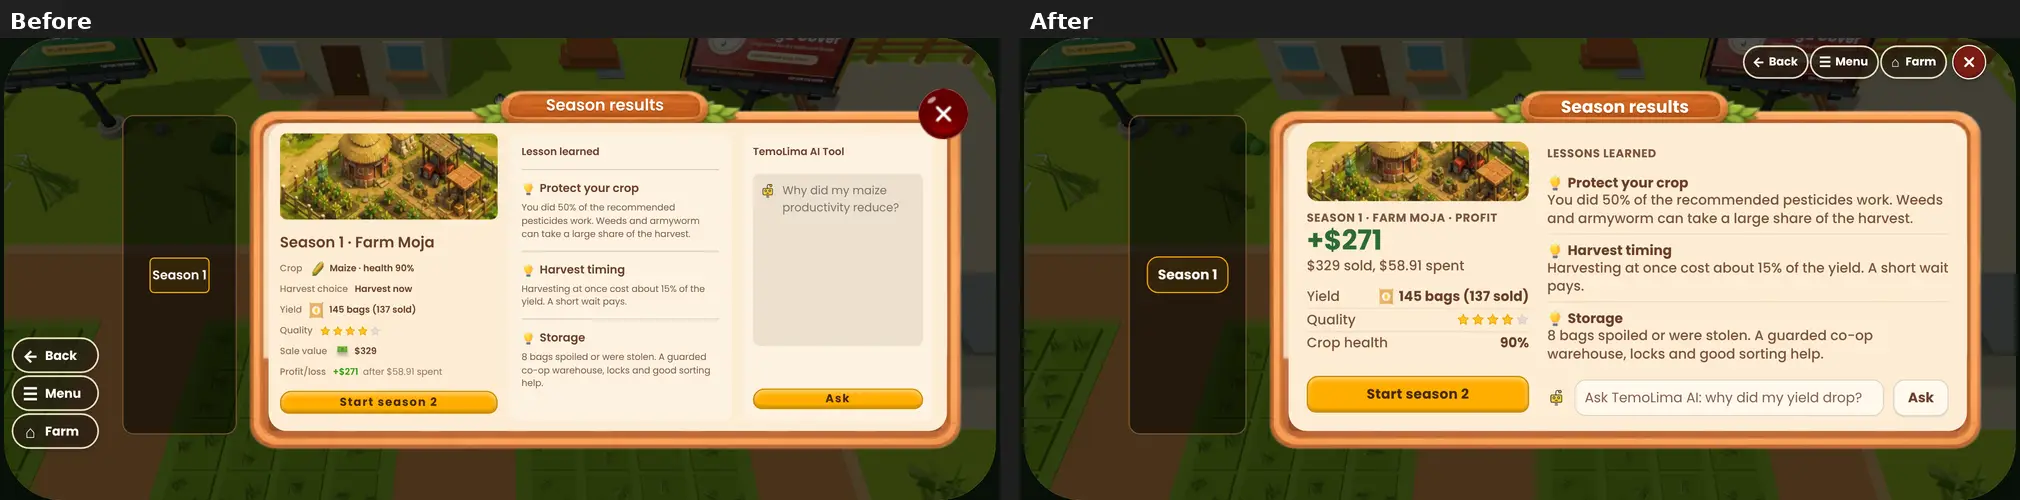 Before
Season results
Season 1
Season 1 · Farm Moja
Crop Maize · health 90%
Harvest choice Harvest now
Yield 145 bags (137 sold)
Quality
Sale value $329
Profit/loss +$271 after $58.91 spent
Start season 2
Lesson learned
Protect your crop
You did 50% of the recommended
pesticides work. Weeds and armyworm
can take a large share of the harvest.
Harvest timing
Harvesting at once cost about 15% of the
yield. A short wait pays.
Storage
8 bags spoiled or were stolen. A guarded
co-op warehouse, locks and good sorting
help.
TemoLima AI Tool
Why did my maize
productivity reduce?
Ask
Back
Menu
Farm
After
Back
Menu
Farm
Season results
Season 1
SEASON 1 · FARM MOJA · PROFIT
+$271
$329 sold, $58.91 spent
Yield 145 bags (137 sold)
Quality
Crop health 90%
Start season 2
LESSONS LEARNED
Protect your crop
You did 50% of the recommended pesticides work. Weeds
and armyworm can take a large share of the harvest.
Harvest timing
Harvesting at once cost about 15% of the yield. A short wait
pays.
Storage
8 bags spoiled or were stolen. A guarded co-op
warehouse, locks and good sorting help.
Ask TemoLima AI: why did my yield drop?
Ask